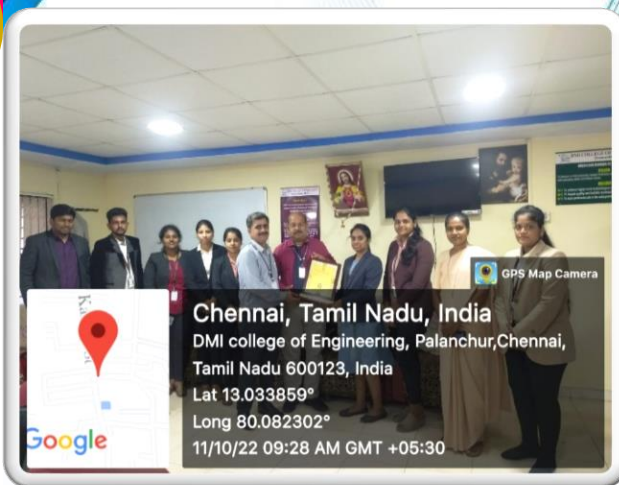 GPS Map Camera
Chennai, Tamil Nadu, India
DMI college of Engineering, Palanchur,Chennai,
Tamil Nadu 600123, India
Lat 13.033859°
Long 80.082302°
11/10/22 09:28 AM GMT +05:30
Google